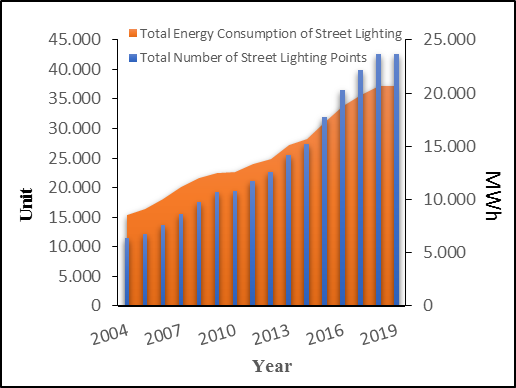 Total Energy Consumption of Street Lighting
Total Number of Street Lighting Points
45.000
40.000
35.000
30.000
25.000
20.000
15.000
10.000
5.000
0
Unit
25.000
20.000
15.000
10.000
5.000
0
MWh
2004 2007 2010 2013 2016 2019
Year